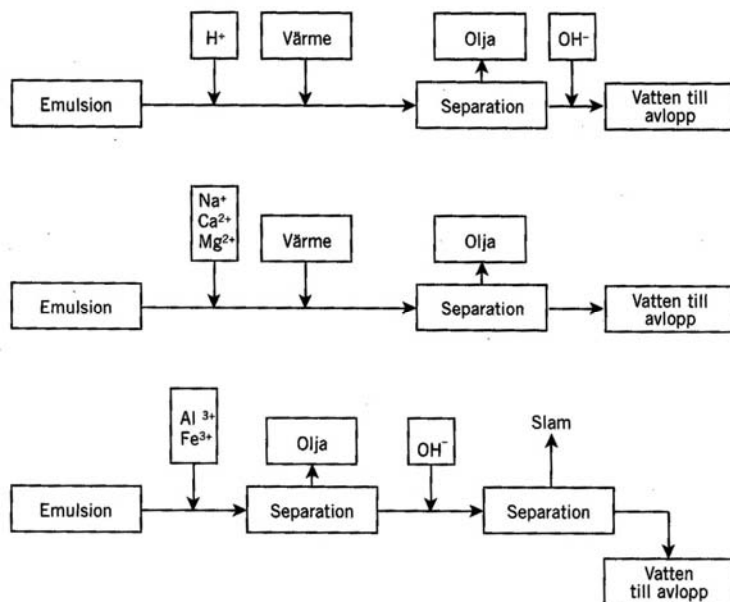 H+
Värme
Olja
OH−
Emulsion
Separation
Vatten till
avlopp
Na+
Ca2+
Mg2+
Värme
Olja
Emulsion
Separation
Vatten till
avlopp
Al 3+
Fe3+
Olja
OH−
Slam
Emulsion
Separation
Separation
Vatten
till avlopp